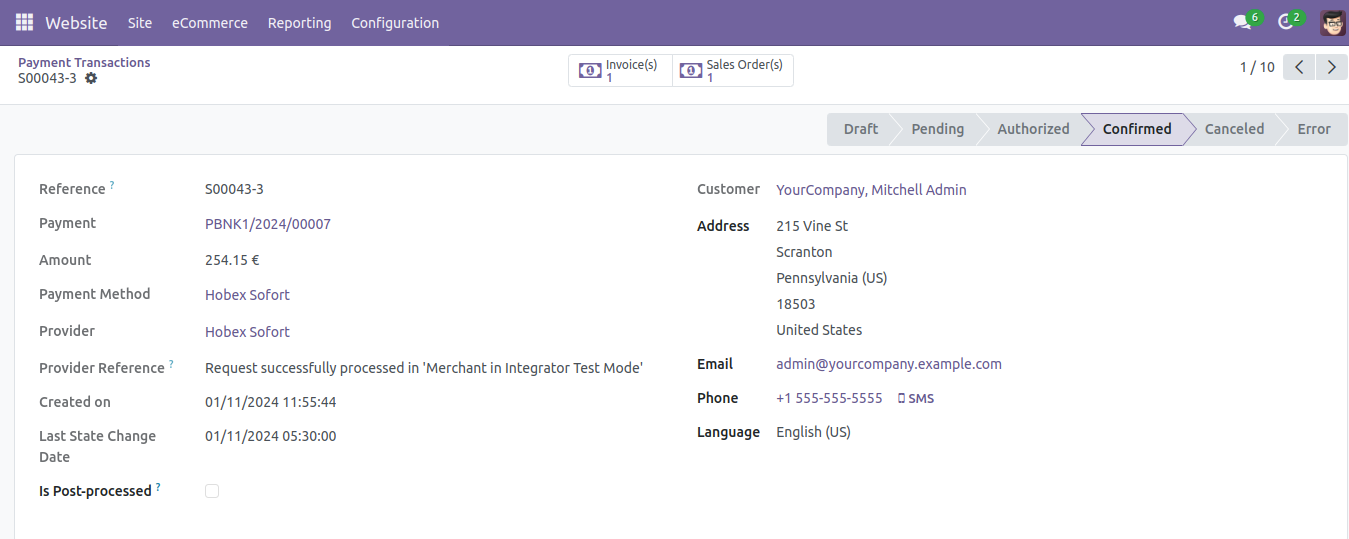 Website Site eCommerce Reporting Configuration 6 2
Payment Transactions
S00043-3
Invoice(s)
1
Sales Order(s)
1
1 / 10
Draft Pending Authorized Confirmed Canceled Error
Reference ? S00043-3
Payment PBNK1/2024/00007
Amount 254.15 €
Payment Method Hobex Sofort
Provider Hobex Sofort
Provider Reference ? Request successfully processed in 'Merchant in Integrator Test Mode'
Created on 01/11/2024 11:55:44
Last State Change
Date
01/11/2024 05:30:00
Is Post-processed ?
Customer YourCompany, Mitchell Admin
Address 215 Vine St
Scranton
Pennsylvania (US)
18503
United States
Email admin@yourcompany.example.com
Phone +1 555-555-5555 SMS
Language English (US)